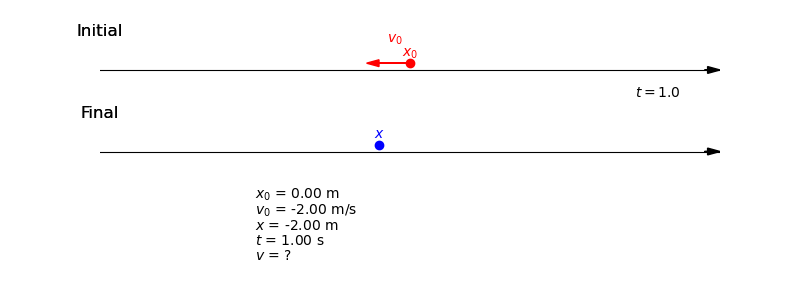 Initial
v₀
x₀
t = 1.0
Final
x
x₀ = 0.00 m
v₀ = -2.00 m/s
x = -2.00 m
t = 1.00 s
v = ?